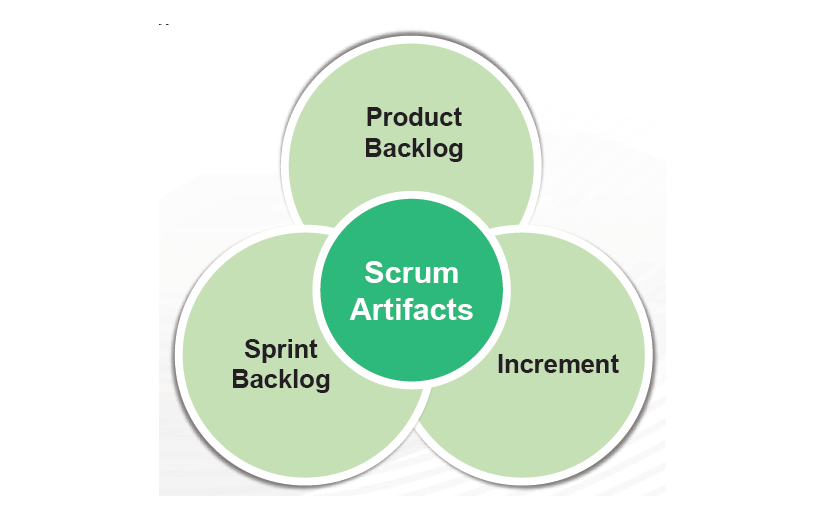 Product
Backlog
Scrum
Artifacts
Sprint
Backlog
Increment